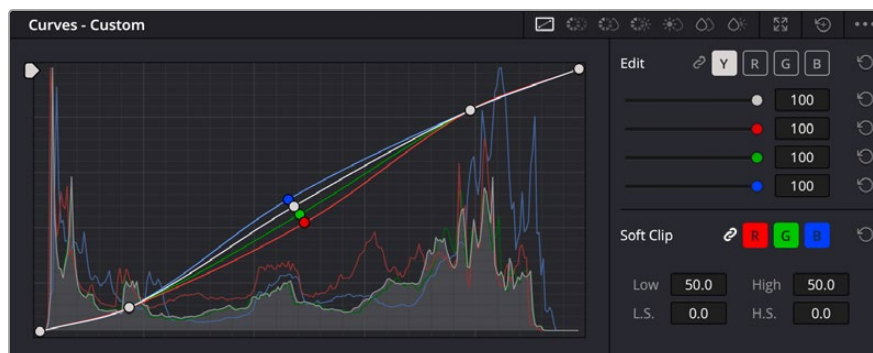 Curves - Custom
Edit Y R G B
100
100
100
100
Soft Clip R G B
Low 50.0 High 50.0
L.S. 0.0 H.S. 0.0